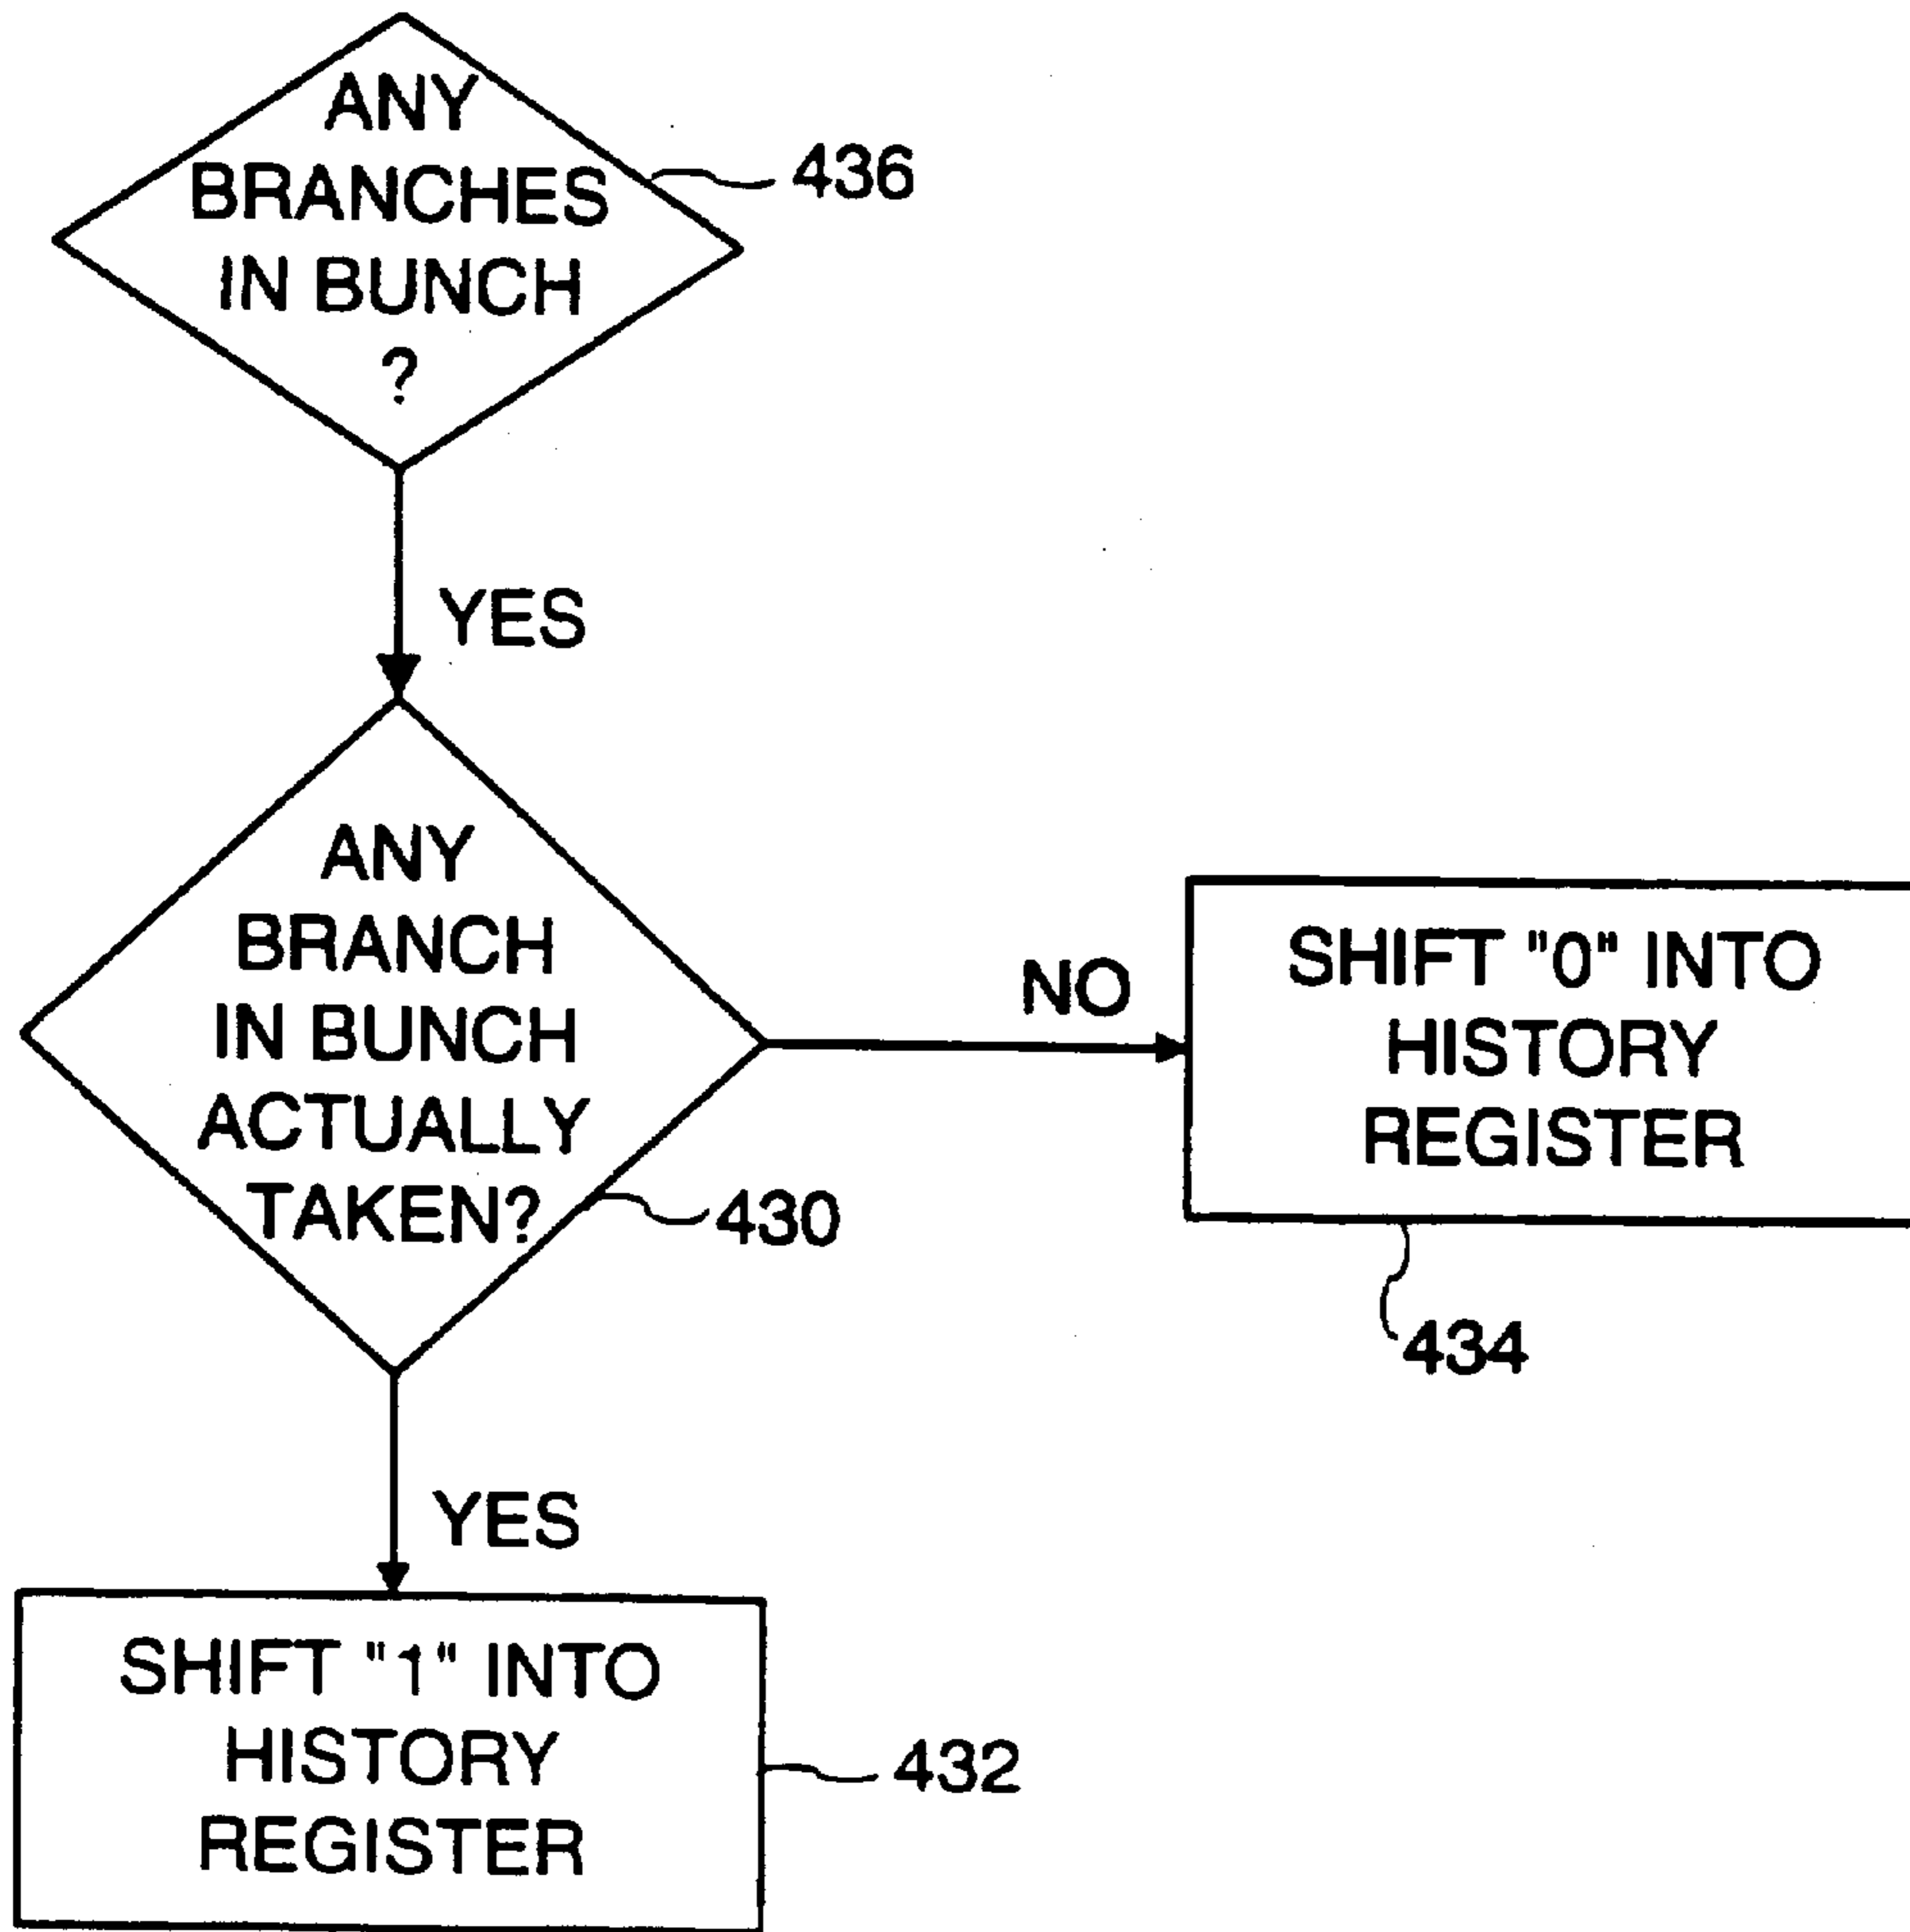 ANY
BRANCHES
IN BUNCH
?
436
YES
ANY
BRANCH
IN BUNCH
ACTUALLY
TAKEN?
430
NO
SHIFT "0" INTO
HISTORY
REGISTER
434
YES
SHIFT "1" INTO
HISTORY
REGISTER
432